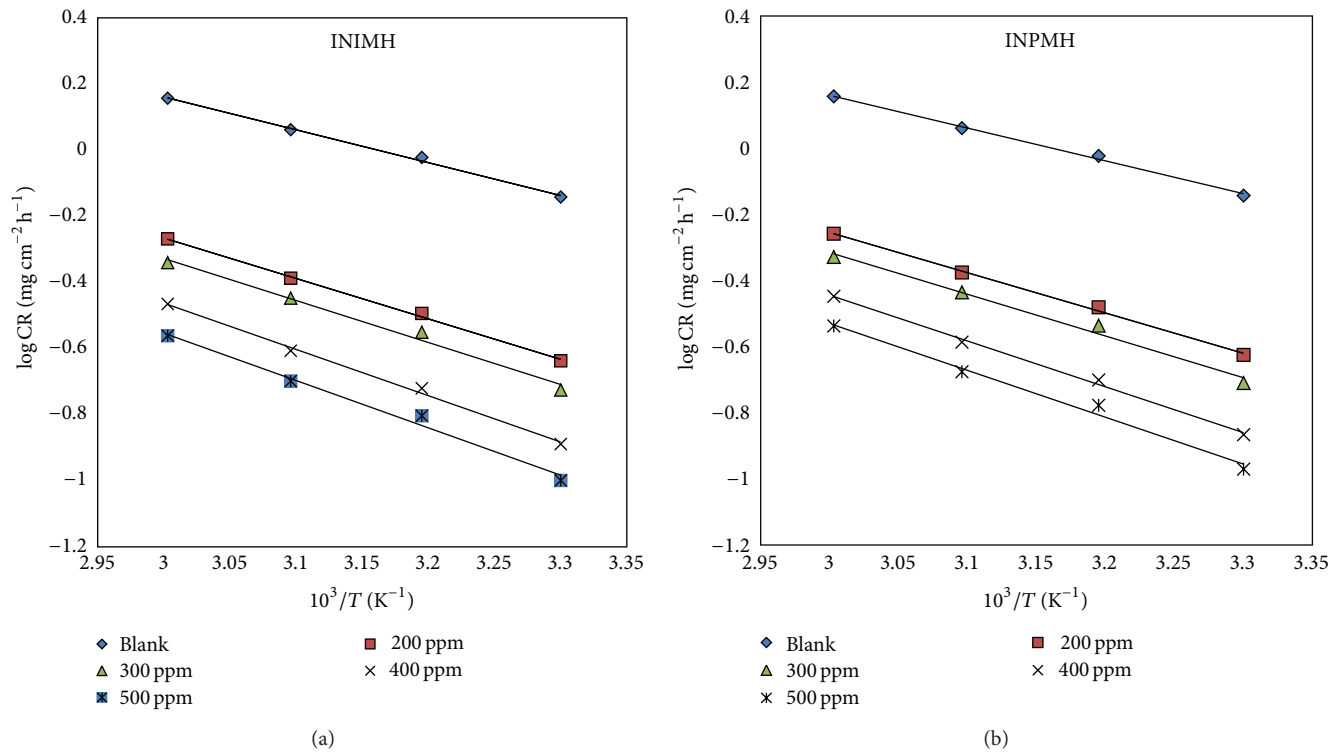 INIMH
0.4
0.2
0
−0.2
−0.4
−0.6
−0.8
−1
−1.2
log CR (mg cm−2 h−1)
2.95 3 3.05 3.1 3.15 3.2 3.25 3.3 3.35
10³/T (K−1)
Blank 200 ppm
300 ppm 400 ppm
500 ppm
(a)
INPMH
0.4
0.2
0
−0.2
−0.4
−0.6
−0.8
−1
−1.2
log CR (mg cm−2 h−1)
2.95 3 3.05 3.1 3.15 3.2 3.25 3.3 3.35
10³/T (K−1)
Blank 200 ppm
300 ppm 400 ppm
500 ppm
(b)